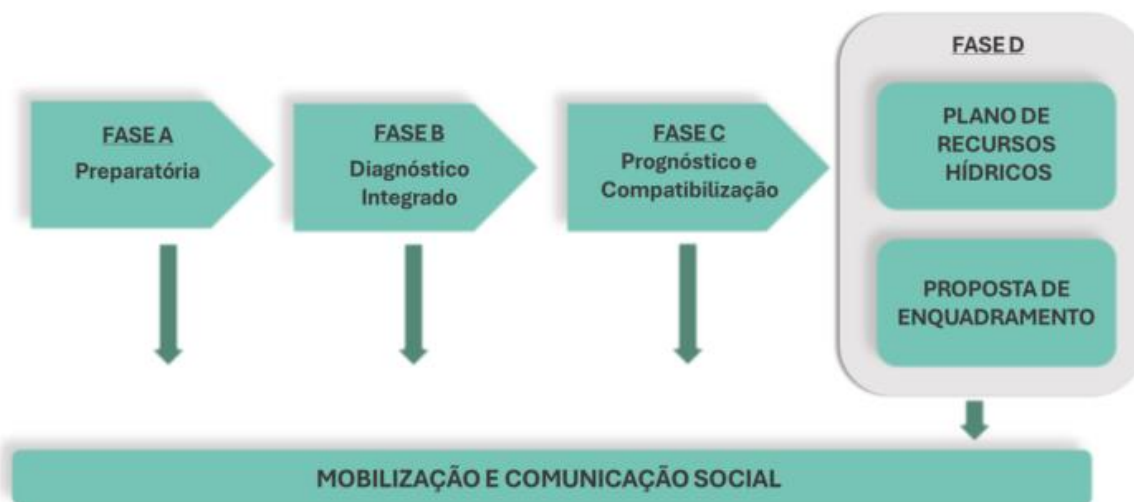 FASE A
Preparatória
FASE B
Diagnóstico
Integrado
FASE C
Prognóstico e
Compatibilização
FASE D
PLANO DE
RECURSOS
HÍDRICOS
PROPOSTA DE
ENQUADRAMENTO
MOBILIZAÇÃO E COMUNICAÇÃO SOCIAL